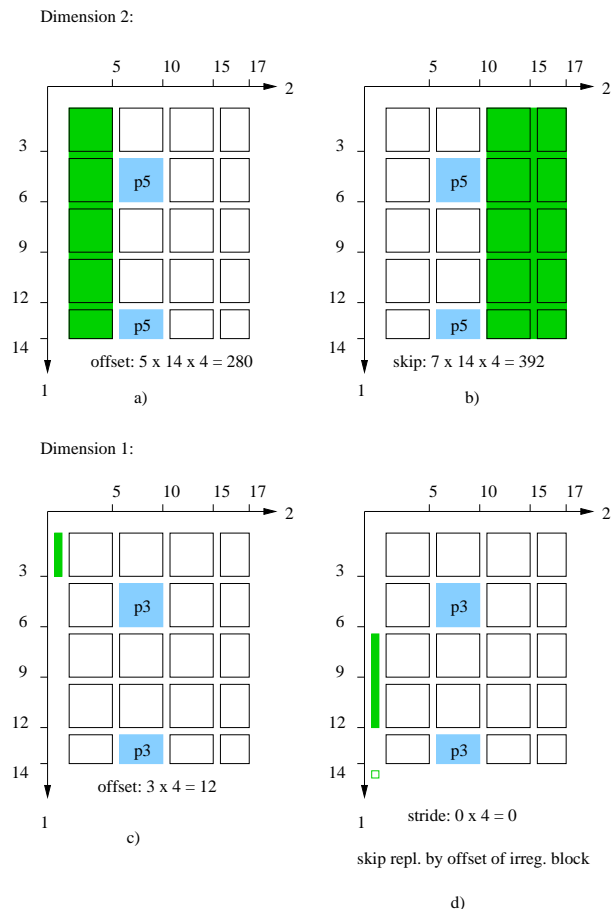 Dimension 2:
5 10 15 17
2
3
p5
6
9
12
p5
14
offset: 5 x 14 x 4 = 280
1
a)
5 10 15 17
2
3
p5
6
9
12
p5
14
skip: 7 x 14 x 4 = 392
1
b)
Dimension 1:
5 10 15 17
2
3
p3
6
9
12
p3
14
offset: 3 x 4 = 12
1
c)
5 10 15 17
2
3
p3
6
9
12
p3
14
stride: 0 x 4 = 0
1
skip repl. by offset of irreg. block
d)